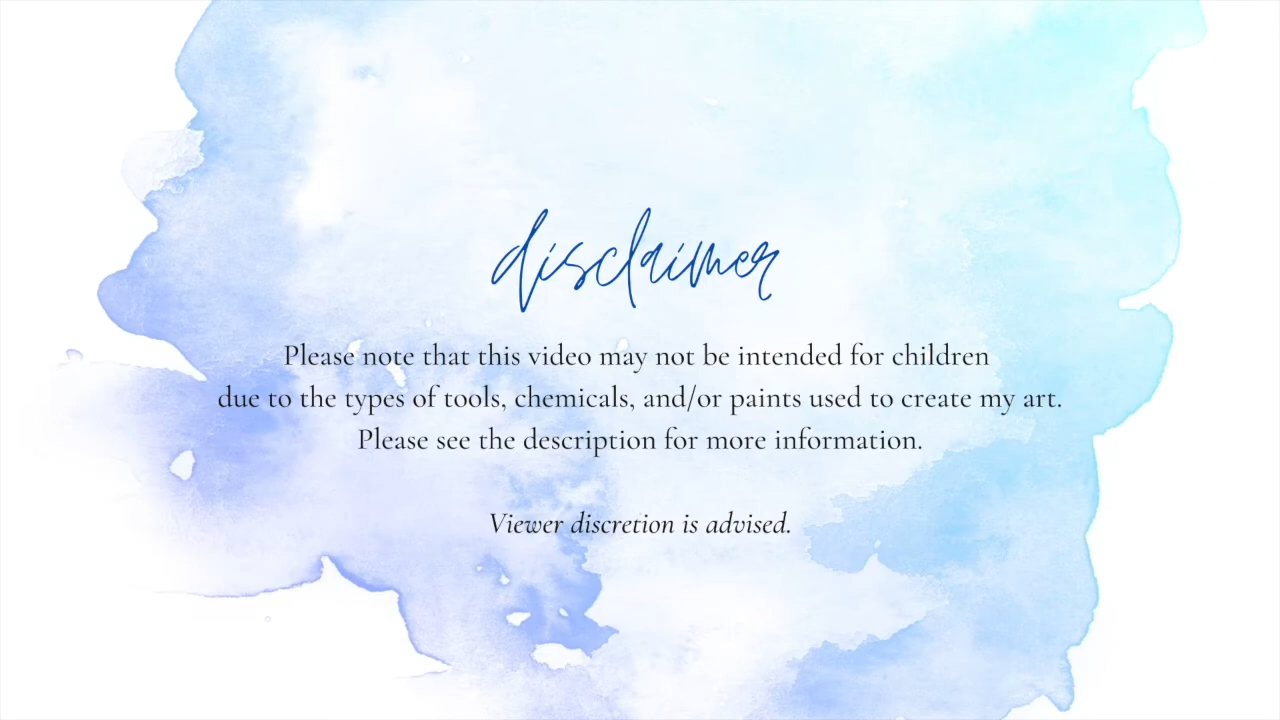 disclaimer
Please note that this video may not be intended for children
due to the types of tools, chemicals, and/or paints used to create my art.
Please see the description for more information.
Viewer discretion is advised.